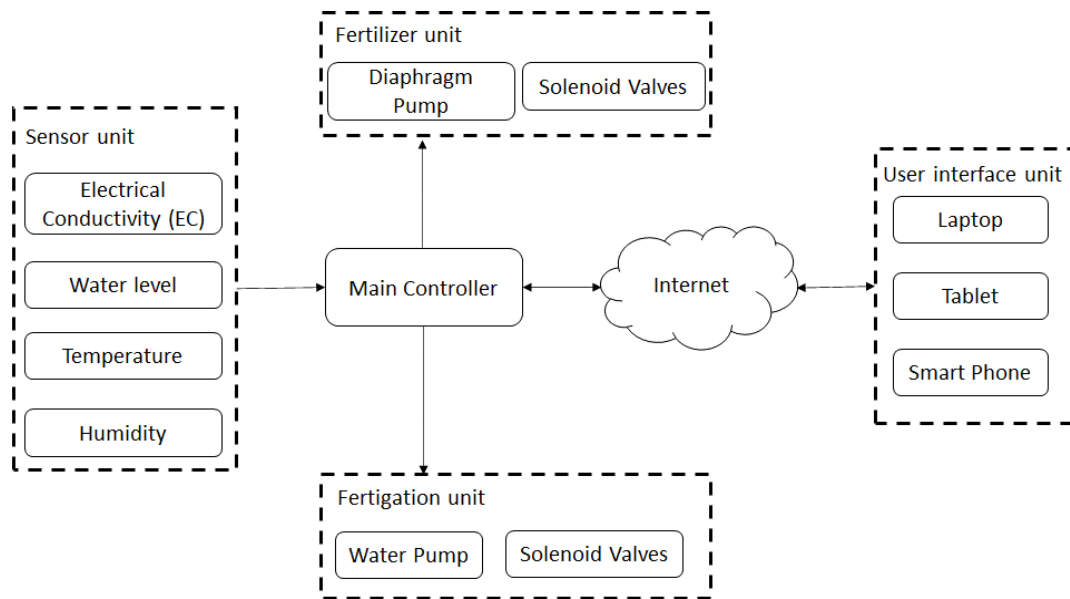 Fertilizer unit
Diaphragm
Pump
Solenoid Valves
Sensor unit
Electrical
Conductivity (EC)
Water level
Temperature
Humidity
Main Controller
Internet
User interface unit
Laptop
Tablet
Smart Phone
Fertigation unit
Water Pump
Solenoid Valves